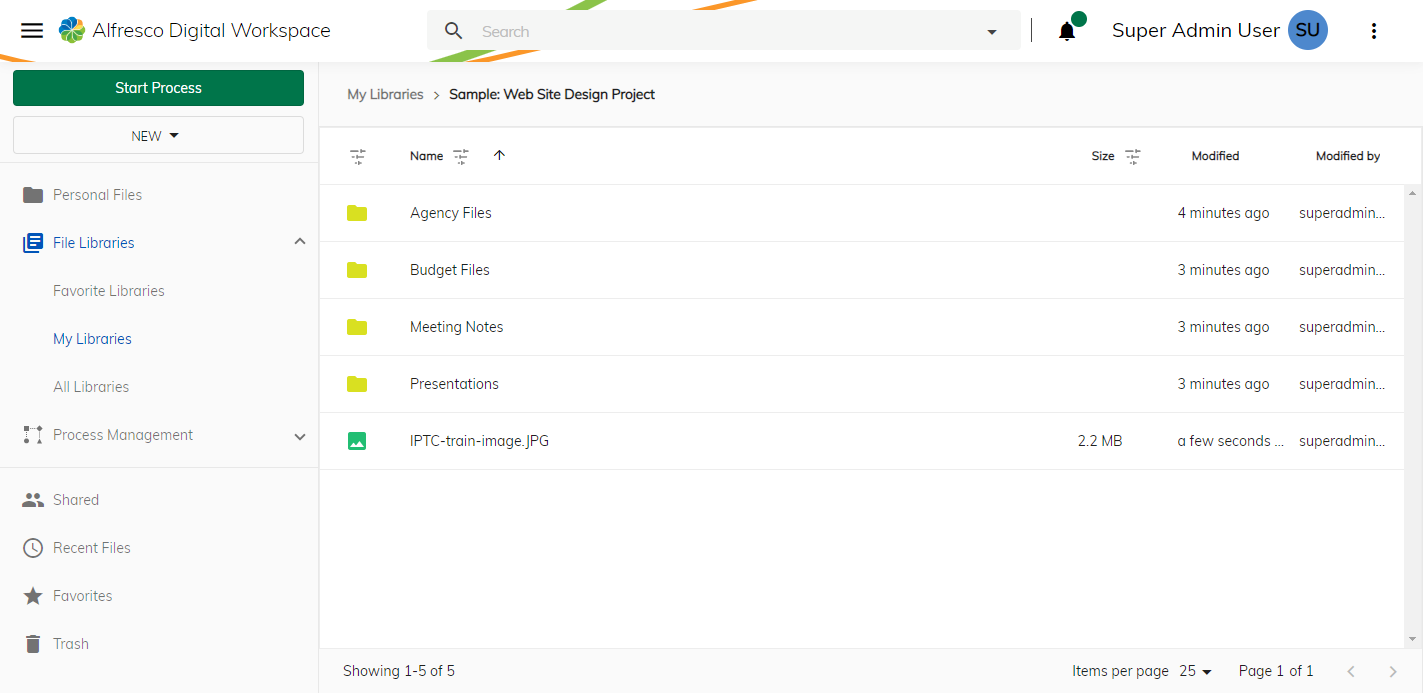 Alfresco Digital Workspace
Search
Super Admin User SU
Start Process
NEW
Personal Files
File Libraries
Favorite Libraries
My Libraries
All Libraries
Process Management
Shared
Recent Files
Favorites
Trash
My Libraries > Sample: Web Site Design Project
Name Size Modified Modified by
Agency Files 4 minutes ago superadmin...
Budget Files 3 minutes ago superadmin...
Meeting Notes 3 minutes ago superadmin...
Presentations 3 minutes ago superadmin...
IPTC-train-image.JPG 2.2 MB a few seconds ... superadmin...
Showing 1-5 of 5 Items per page 25 Page 1 of 1